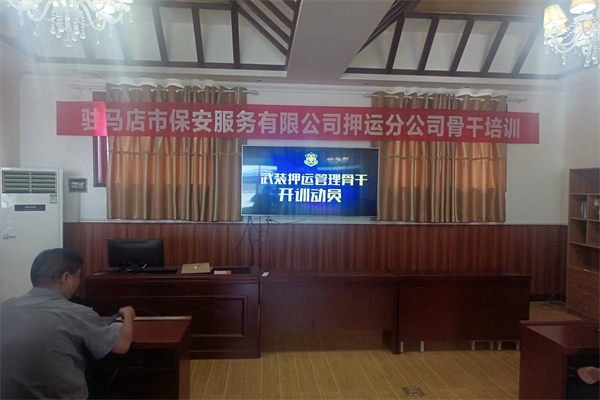 驻马店市保安服务有限公司押运分公司骨干培训
武装押运管理骨干
开训动员